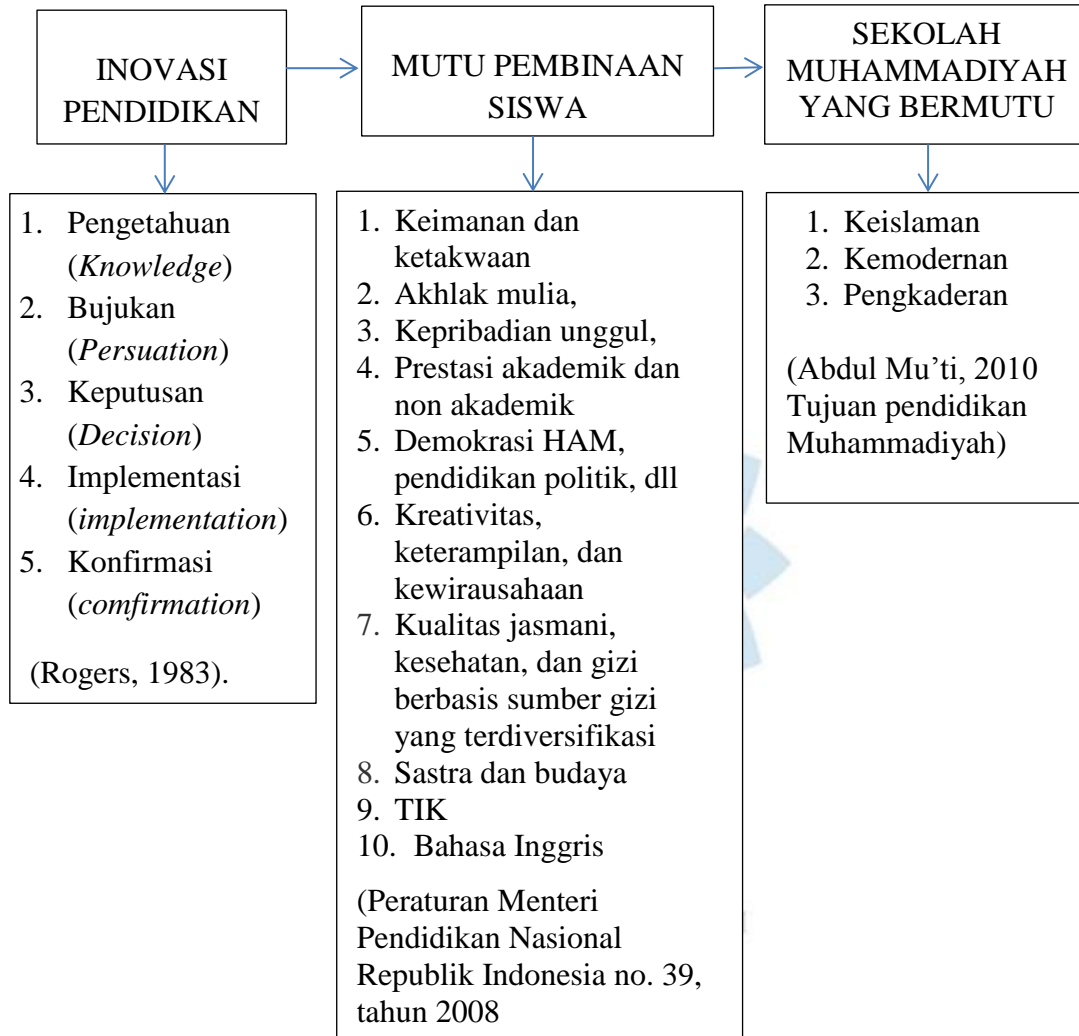 INOVASI
PENDIDIKAN
MUTU PEMBINAAN
SISWA
SEKOLAH
MUHAMMADIYAH
YANG BERMUTU
1. Pengetahuan
(Knowledge)
2. Bujukan
(Persuation)
3. Keputusan
(Decision)
4. Implementasi
(implementation)
5. Konfirmasi
(comfirmation)
(Rogers, 1983).
1. Keimanan dan
ketakwaan
2. Akhlak mulia,
3. Kepribadian unggul,
4. Prestasi akademik dan
non akademik
5. Demokrasi HAM,
pendidikan politik, dll
6. Kreativitas,
keterampilan, dan
kewirausahaan
7. Kualitas jasmani,
kesehatan, dan gizi
berbasis sumber gizi
yang terdiversifikasi
8. Sastra dan budaya
9. TIK
10. Bahasa Inggris
(Peraturan Menteri
Pendidikan Nasional
Republik Indonesia no. 39,
tahun 2008
1. Keislaman
2. Kemodernan
3. Pengkaderan
(Abdul Mu’ti, 2010
Tujuan pendidikan
Muhammadiyah)